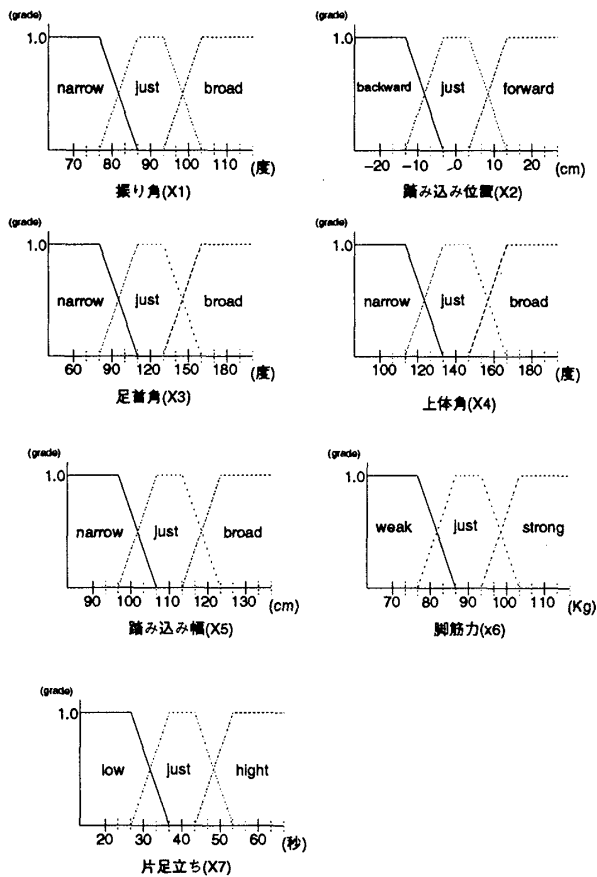 (grade)
1.0
narrow just broad
70 80 90 100 110 (度)
振り角(X1)
(grade)
1.0
backward just forward
-20 -10 .0 10 20 (cm)
踏み込み位置(X2)
(grade)
1.0
narrow just broad
60 90 120 150 180 (度)
足首角(X3)
(grade)
1.0
narrow just broad
100 120 140 160 180 (度)
上体角(X4)
(grade)
1.0
narrow just broad
90 100 110 120 130 (cm)
踏み込み幅(X5)
(grade)
1.0
weak just strong
70 80 90 100 110 (Kg)
脚筋力(x6)
(grade)
1.0
low just hight
20 30 40 50 60 (秒)
片足立ち(X7)